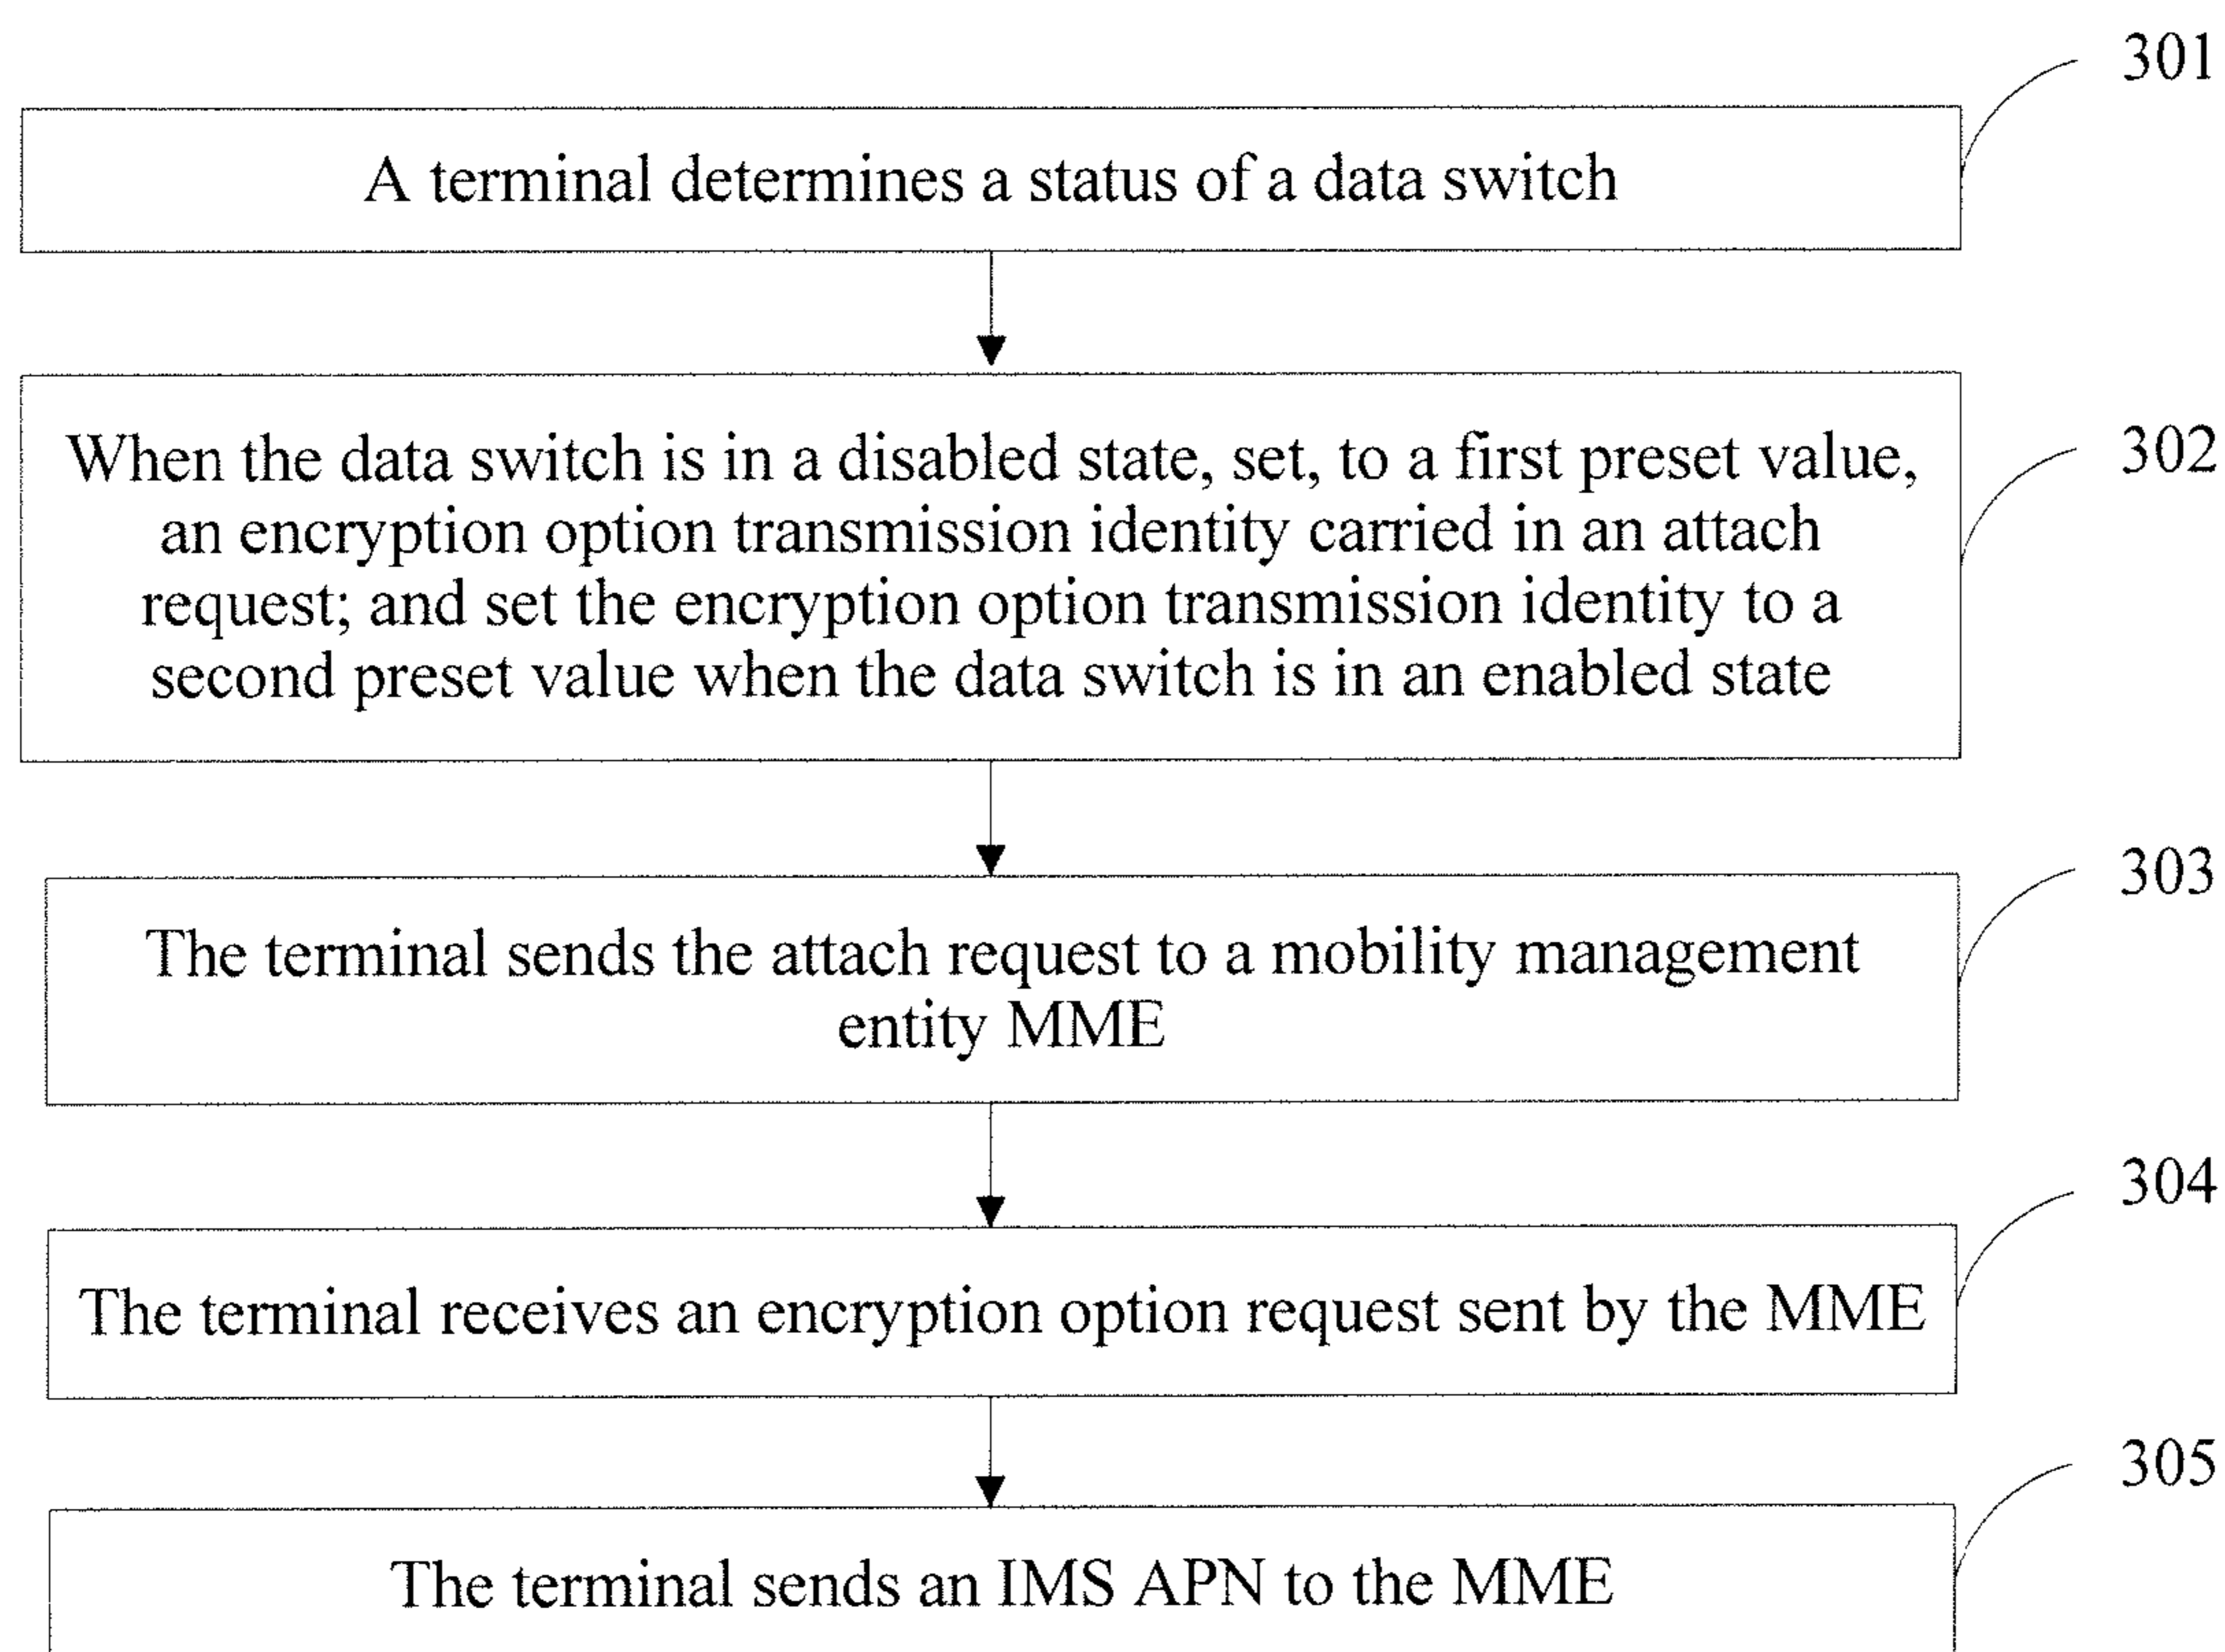 301
A terminal determines a status of a data switch
302
When the data switch is in a disabled state, set, to a first preset value,
an encryption option transmission identity carried in an attach
request; and set the encryption option transmission identity to a
second preset value when the data switch is in an enabled state
303
The terminal sends the attach request to a mobility management
entity MME
304
The terminal receives an encryption option request sent by the MME
305
The terminal sends an IMS APN to the MME